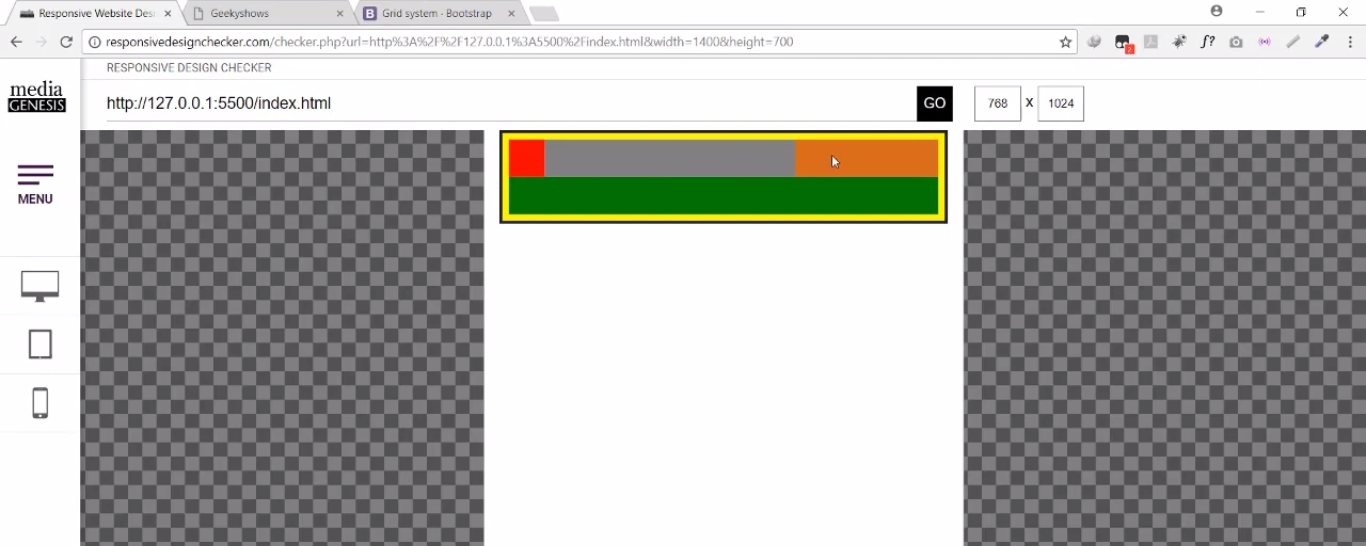 Responsive Website Des
Geekyshows
Grid system - Bootstrap
responsivedesignchecker.com/checker.php?url=http%3A%2F%2F127.0.0.1%3A5500%2Findex.html&width=1400&height=700
f?
2
RESPONSIVE DESIGN CHECKER
media
GENESIS
http://127.0.0.1:5500/index.html
GO
768 X 1024
MENU